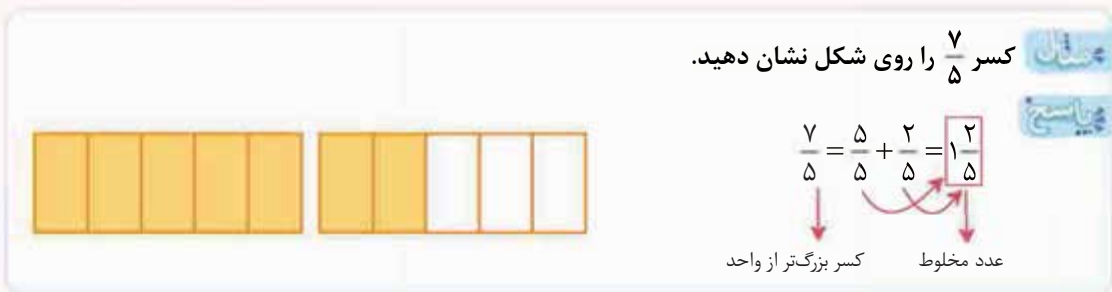 مثال کسر ۷/۵ را روی شکل نشان دهید.
پاسخ
۷/۵ = ۵/۵ + ۲/۵ = ۱ ۲/۵
کسر بزرگ‌تر از واحد عدد مخلوط